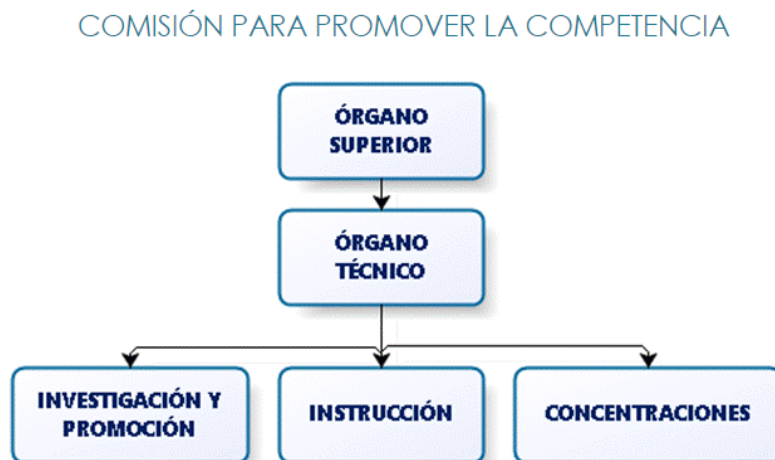 COMISIÓN PARA PROMOVER LA COMPETENCIA
ÓRGANO
SUPERIOR
ÓRGANO
TÉCNICO
INVESTIGACIÓN Y
PROMOCIÓN
INSTRUCCIÓN
CONCENTRACIONES